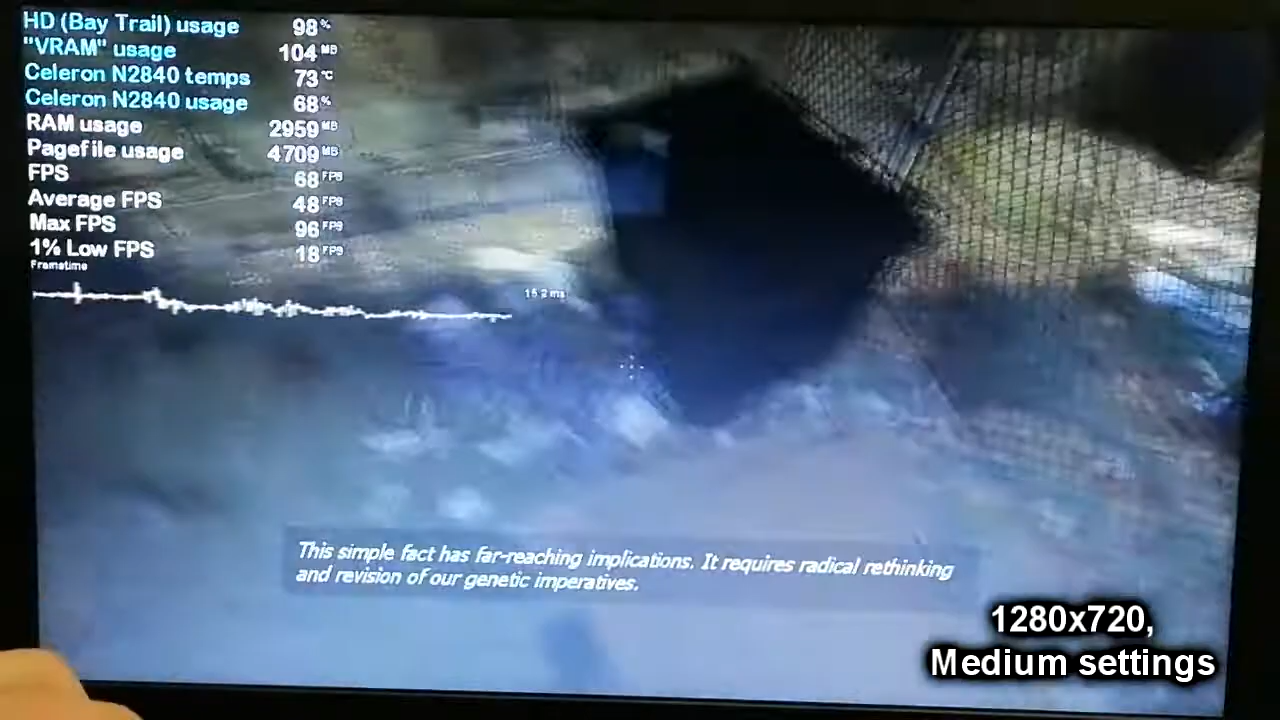 HD (Bay Trail) usage 98 %
"VRAM" usage 104 MB
Celeron N2840 temps 73 °C
Celeron N2840 usage 68 %
RAM usage 2959 MB
Pagefile usage 4709 MB
FPS 68 FPS
Average FPS 48 FPS
Max FPS 96 FPS
1% Low FPS 18 FPS
Frametime
15.2 ms
This simple fact has far-reaching implications. It requires radical rethinking
and revision of our genetic imperatives.
1280x720,
Medium settings